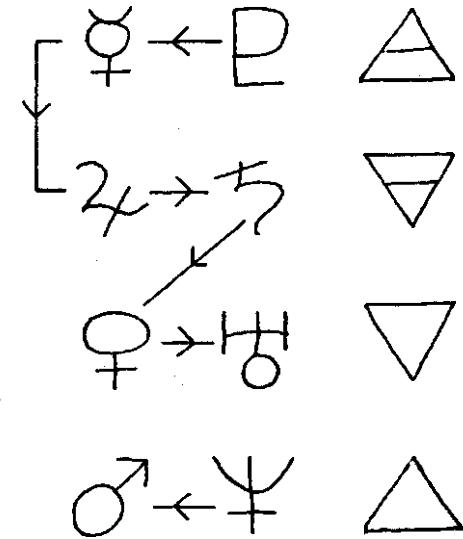 ☿ ← ♇ 🜁
♃ → ♄ 🜃
♀ → ♅ 🜄
♂ ← ♆ 🜂